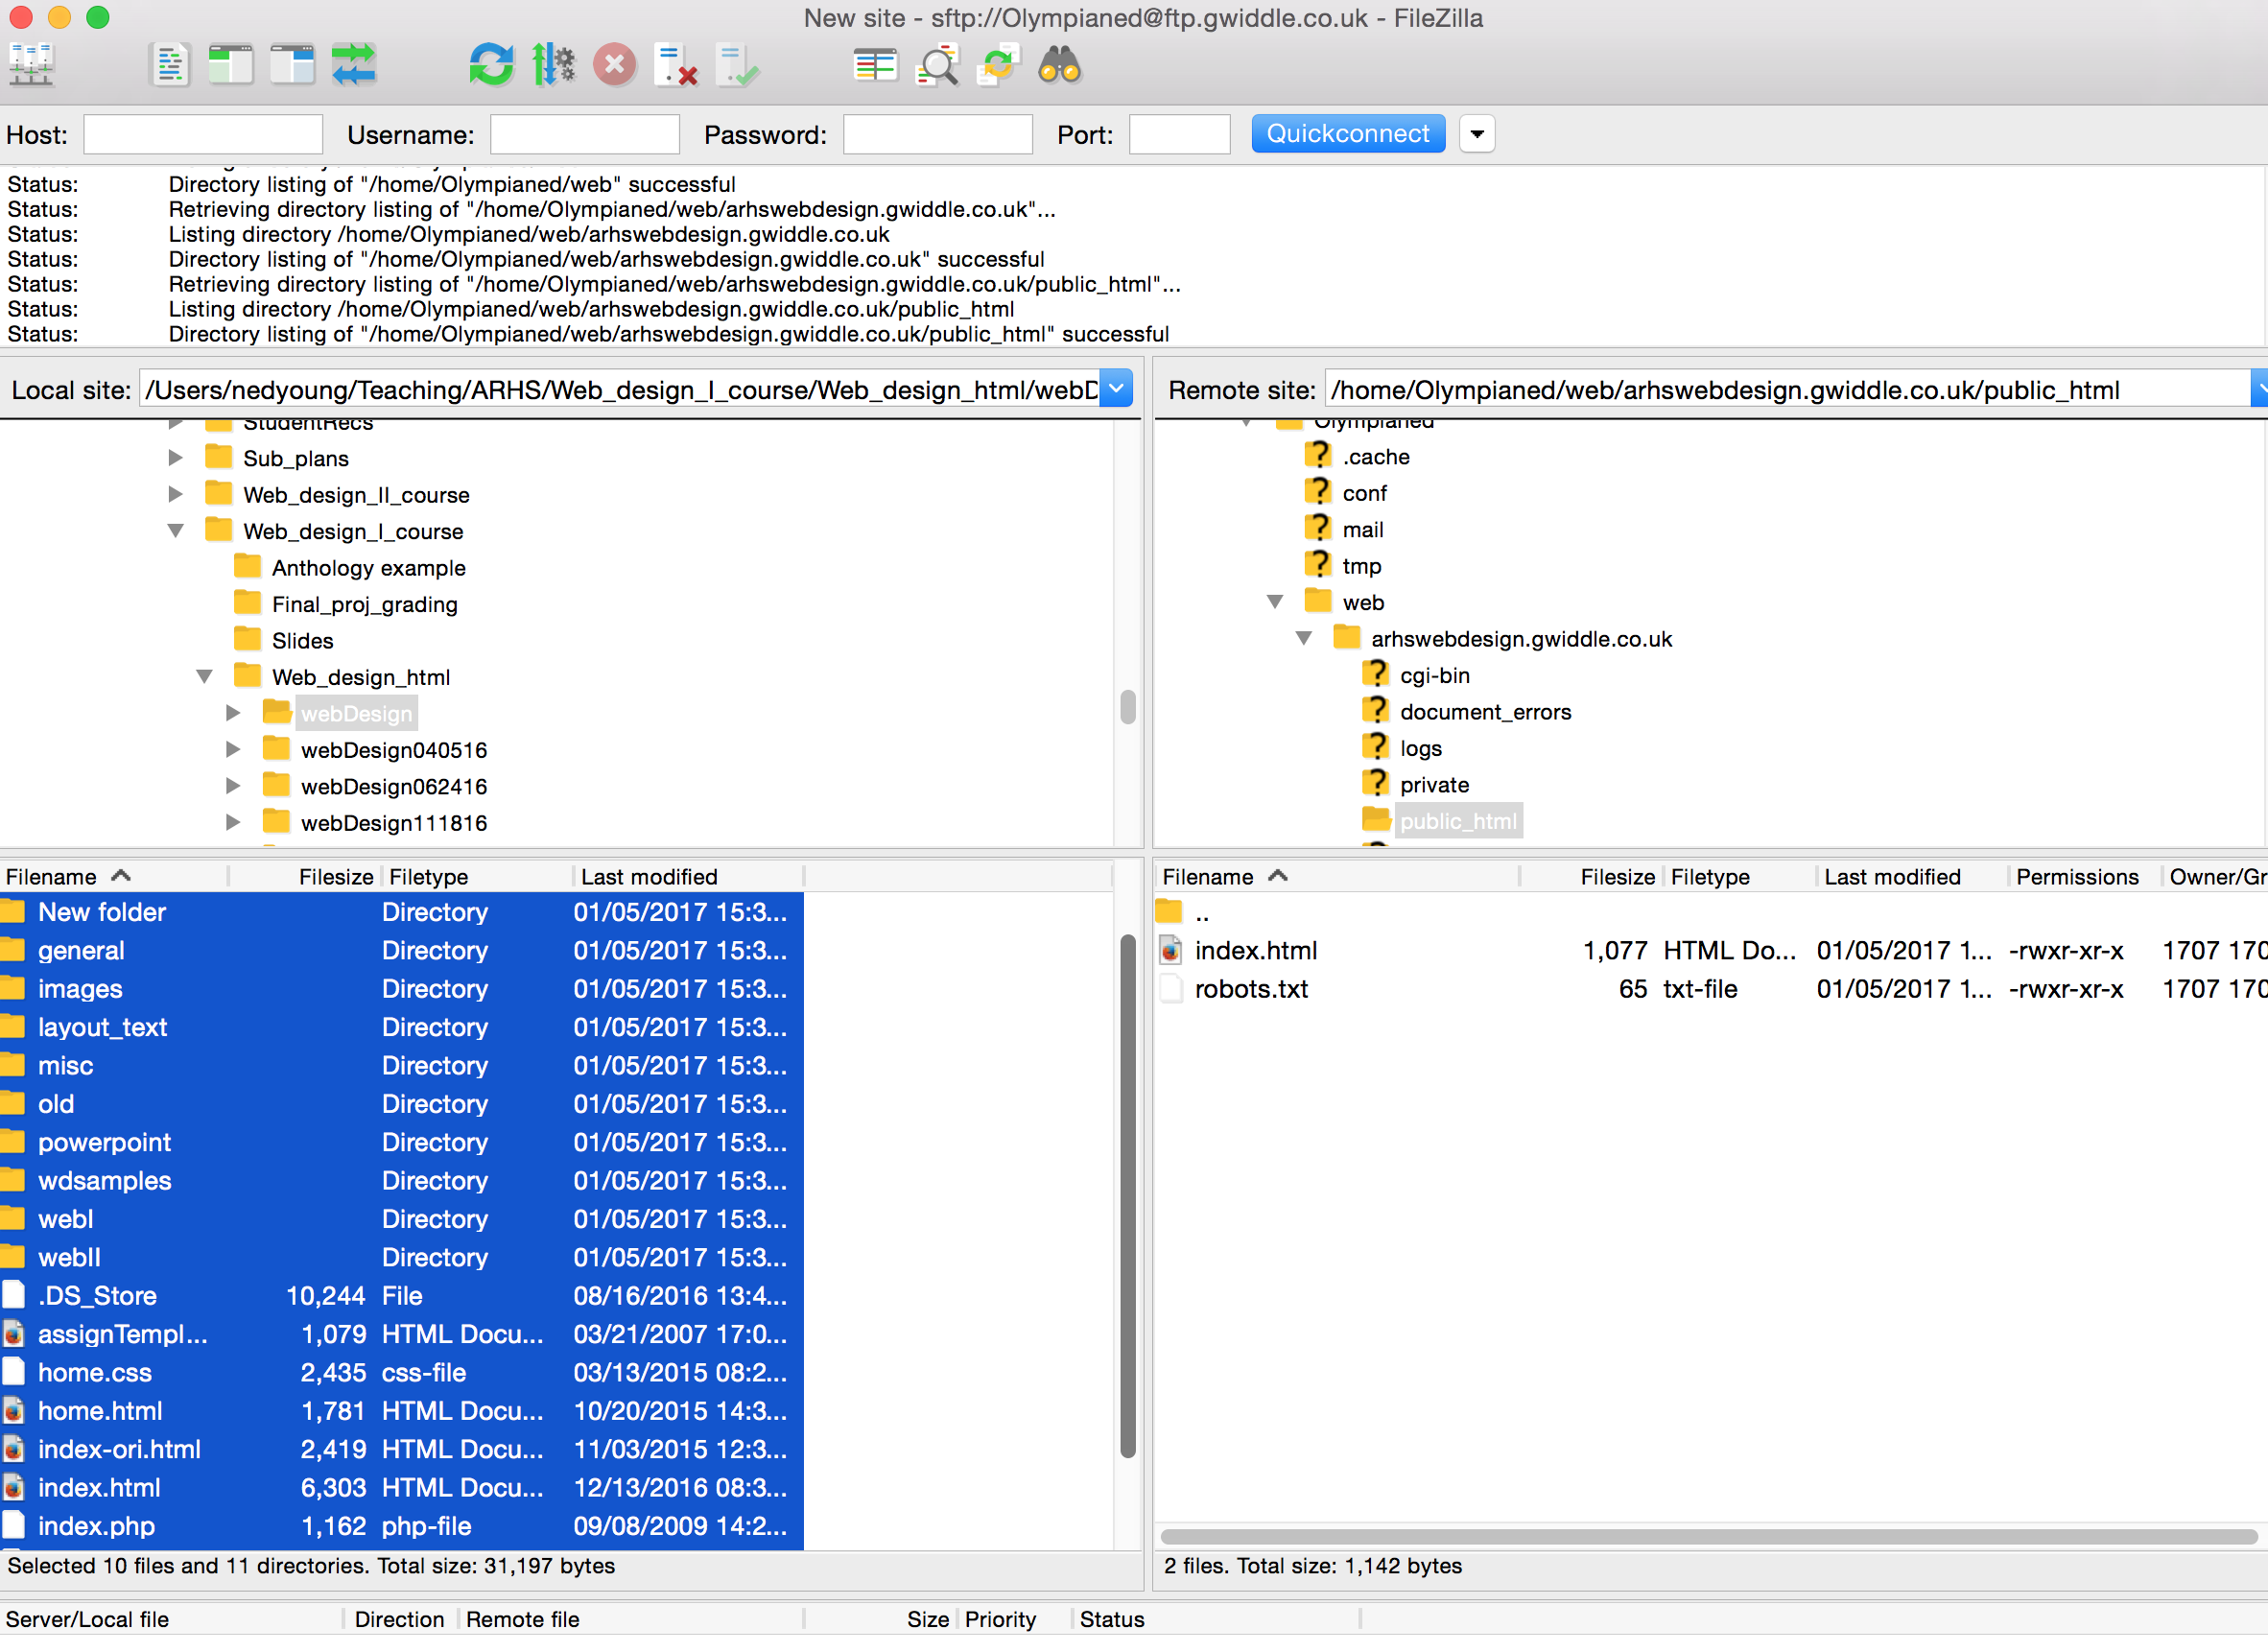 New site - sftp://Olympianed@ftp.gwiddle.co.uk - FileZilla
Host: Username: Password: Port: Quickconnect
Status: Directory listing of "/home/Olympianed/web" successful
Status: Retrieving directory listing of "/home/Olympianed/web/arhswebdesign.gwiddle.co.uk"...
Status: Listing directory /home/Olympianed/web/arhswebdesign.gwiddle.co.uk
Status: Directory listing of "/home/Olympianed/web/arhswebdesign.gwiddle.co.uk" successful
Status: Retrieving directory listing of "/home/Olympianed/web/arhswebdesign.gwiddle.co.uk/public_html"...
Status: Listing directory /home/Olympianed/web/arhswebdesign.gwiddle.co.uk/public_html
Status: Directory listing of "/home/Olympianed/web/arhswebdesign.gwiddle.co.uk/public_html" successful
Local site: /Users/nedyoung/Teaching/ARHS/Web_design_I_course/Web_design_html/webD
StudentRecs
Sub_plans
Web_design_II_course
Web_design_I_course
Anthology example
Final_proj_grading
Slides
Web_design_html
webDesign
webDesign040516
webDesign062416
webDesign111816
Remote site: /home/Olympianed/web/arhswebdesign.gwiddle.co.uk/public_html
Olympianed
? .cache
? conf
? mail
? tmp
web
arhswebdesign.gwiddle.co.uk
? cgi-bin
? document_errors
? logs
? private
public_html
Filename Filesize Filetype Last modified
New folder Directory 01/05/2017 15:3...
general Directory 01/05/2017 15:3...
images Directory 01/05/2017 15:3...
layout_text Directory 01/05/2017 15:3...
misc Directory 01/05/2017 15:3...
old Directory 01/05/2017 15:3...
powerpoint Directory 01/05/2017 15:3...
wdsamples Directory 01/05/2017 15:3...
webI Directory 01/05/2017 15:3...
webII Directory 01/05/2017 15:3...
.DS_Store 10,244 File 08/16/2016 13:4...
assignTempl... 1,079 HTML Docu... 03/21/2007 17:0...
home.css 2,435 css-file 03/13/2015 08:2...
home.html 1,781 HTML Docu... 10/20/2015 14:3...
index-ori.html 2,419 HTML Docu... 11/03/2015 12:3...
index.html 6,303 HTML Docu... 12/13/2016 08:3...
index.php 1,162 php-file 09/08/2009 14:2...
Selected 10 files and 11 directories. Total size: 31,197 bytes
Filename Filesize Filetype Last modified Permissions Owner/Gr
..
index.html 1,077 HTML Do... 01/05/2017 1... -rwxr-xr-x 1707 170
robots.txt 65 txt-file 01/05/2017 1... -rwxr-xr-x 1707 170
2 files. Total size: 1,142 bytes
Server/Local file Direction Remote file Size Priority Status